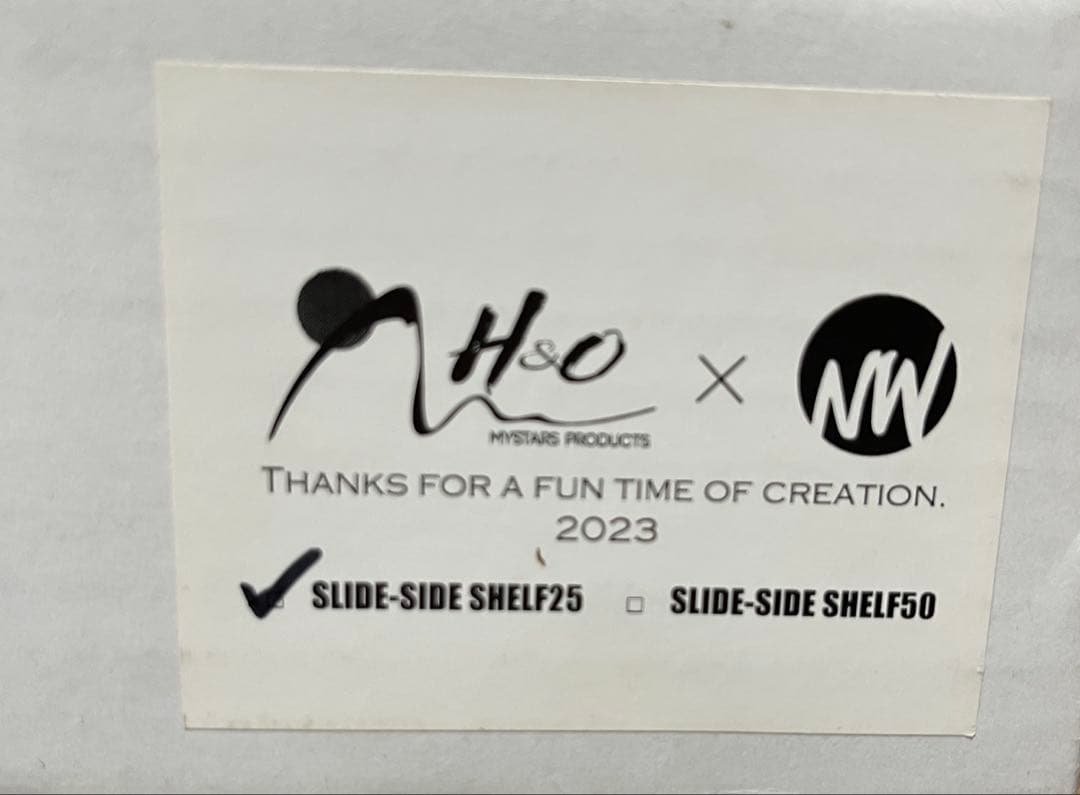 H&O × NW
MYSTARS PRODUCTS
THANKS FOR A FUN TIME OF CREATION.
2023
SLIDE-SIDE SHELF25 SLIDE-SIDE SHELF50